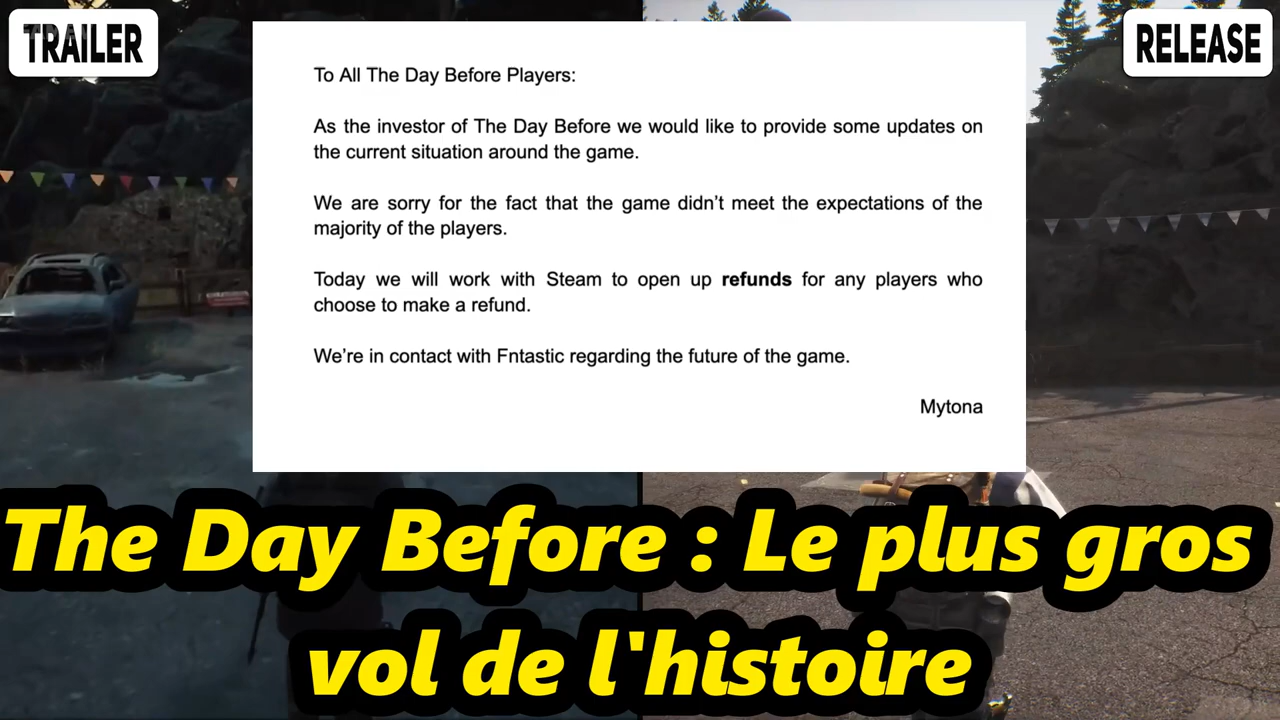 TRAILER
RELEASE
To All The Day Before Players:
As the investor of The Day Before we would like to provide some updates on
the current situation around the game.
We are sorry for the fact that the game didn’t meet the expectations of the
majority of the players.
Today we will work with Steam to open up refunds for any players who
choose to make a refund.
We’re in contact with Fntastic regarding the future of the game.
Mytona
The Day Before : Le plus gros
vol de l'histoire